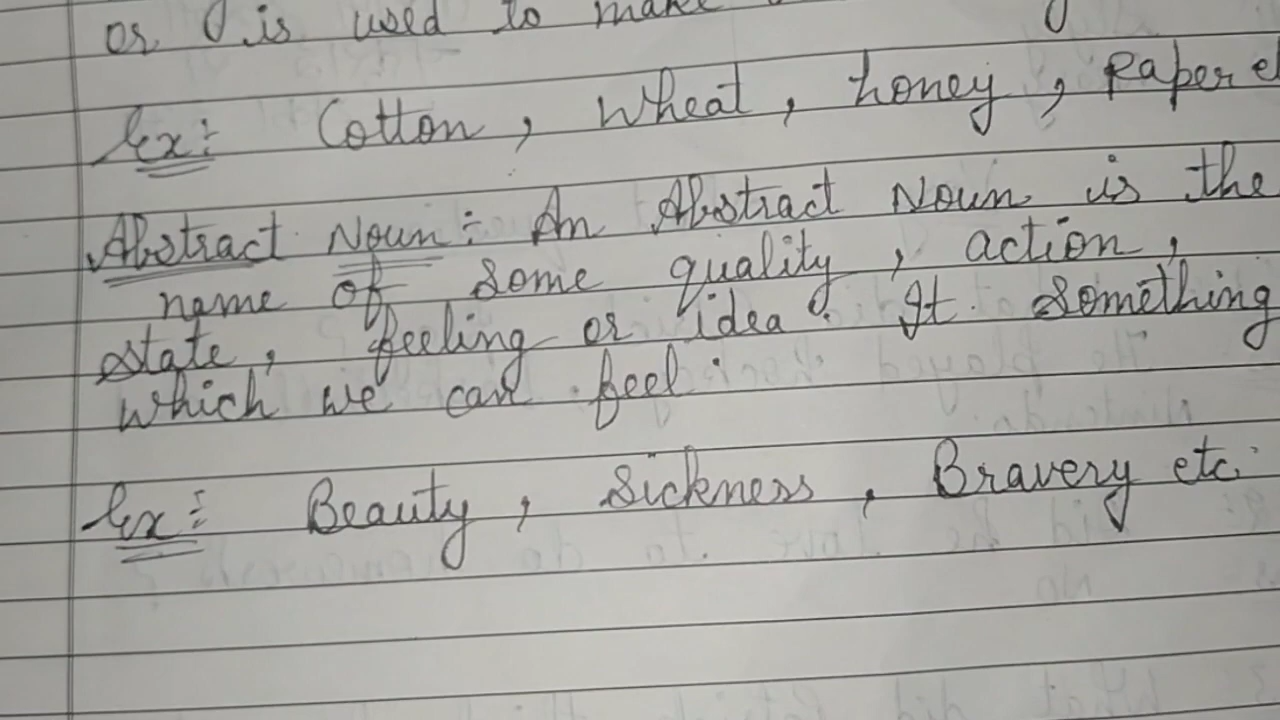 or is used to make
Ex:- Cotton, Wheat, honey, Paper
Abstract Noun:- An Abstract Noun is the
name of some quality, action,
state, feeling or idea. It something
which we can feel.
Ex:- Beauty, Sickness, Bravery etc.